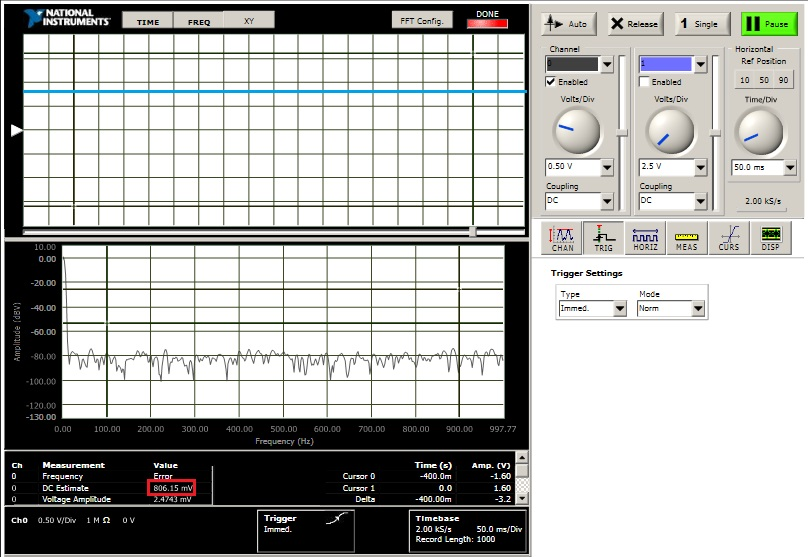 NATIONAL
INSTRUMENTS™
TIME FREQ XY FFT Config. DONE
Auto Release 1 Single Pause
Channel
0
Enabled
Volts/Div
0.50 V
Coupling
DC
1
Enabled
Volts/Div
2.5 V
Coupling
DC
Horizontal
Ref Position
10 50 90
Time/Div
50.0 ms
2.00 kS/s
CHAN TRIG HORIZ MEAS CURS DISP
Trigger Settings
Type Mode
Immed. Norm
Amplitude (dBV)
10.00
0.00
-20.00
-40.00
-60.00
-80.00
-100.00
-120.00
-130.00
0.00 100.00 200.00 300.00 400.00 500.00 600.00 700.00 800.00 900.00 997.77
Frequency (Hz)
Ch Measurement Value Time (s) Amp. (V)
0 Frequency Error Cursor 0 -400.0m -1.60
0 DC Estimate 806.15 mV Cursor 1 0.0 1.60
0 Voltage Amplitude 2.4743 mV Delta -400.00m -3.2
Ch0 0.50 V/Div 1 M Ω 0 V
Trigger
Immed.
Timebase
2.00 kS/s 50.0 ms/Div
Record Length: 1000